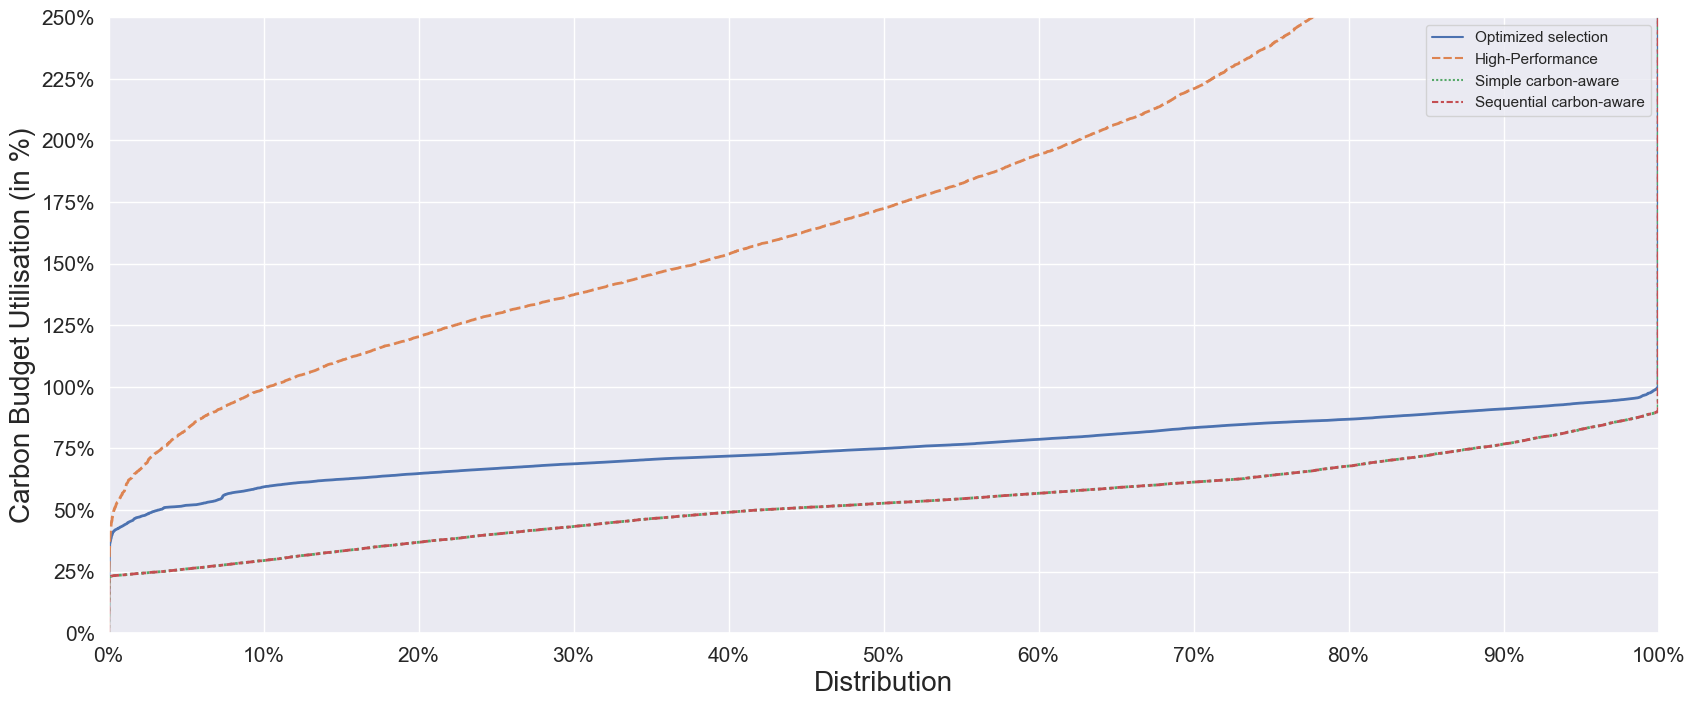 250%
225%
200%
175%
150%
125%
100%
75%
50%
25%
0%
Carbon Budget Utilisation (in %)
Optimized selection
High-Performance
Simple carbon-aware
Sequential carbon-aware
0% 10% 20% 30% 40% 50% 60% 70% 80% 90% 100%
Distribution